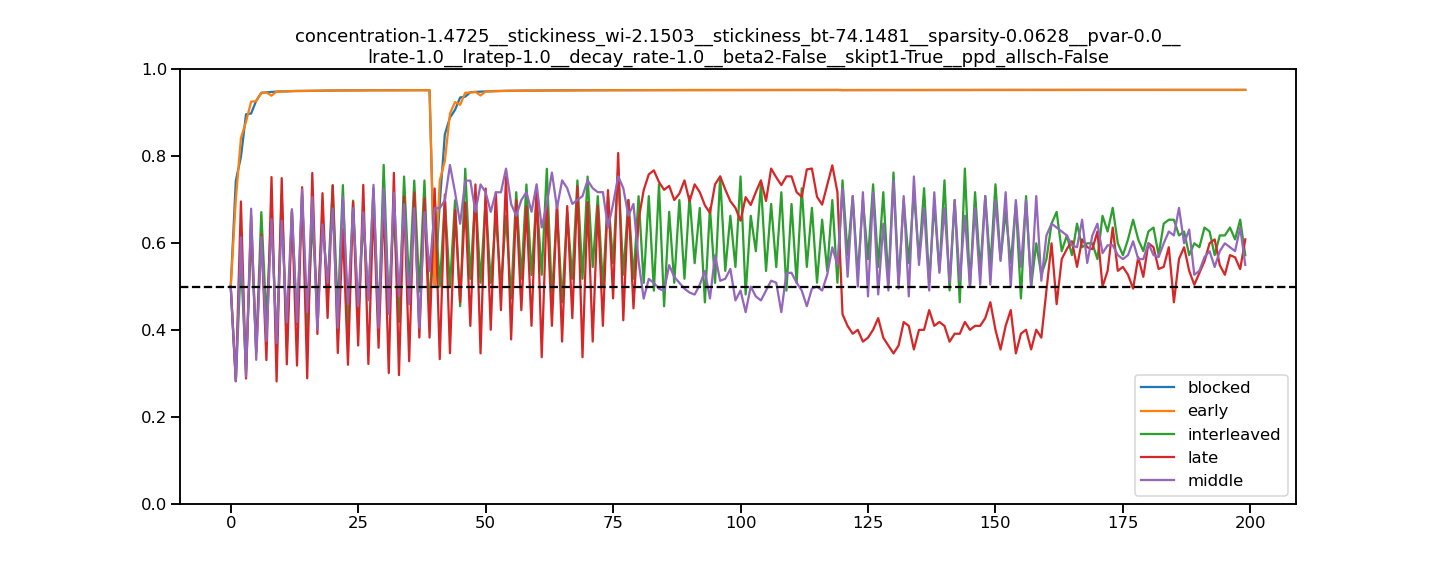 concentration-1.4725__stickiness_wi-2.1503__stickiness_bt-74.1481__sparsity-0.0628__pvar-0.0__
lrate-1.0__lratep-1.0__decay_rate-1.0__beta2-False__skipt1-True__ppd_allsch-False
1.0
0.8
0.6
0.4
0.2
0.0
blocked
early
interleaved
late
middle
0 25 50 75 100 125 150 175 200